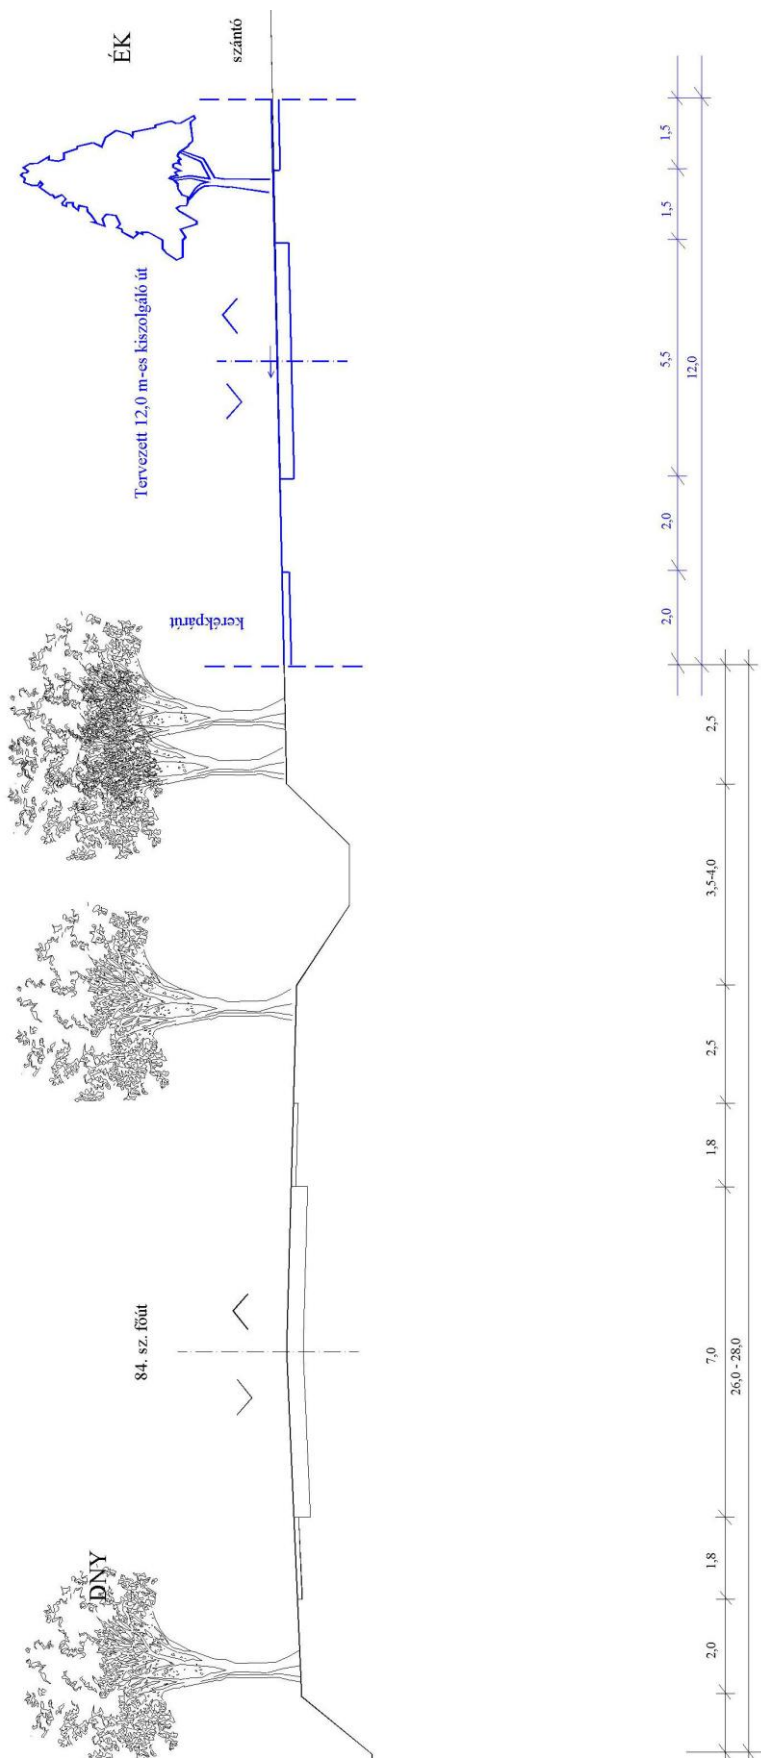 DNY
84. sz. főút
kerékpárút
Tervezett 12,0 m-es kiszolgáló út
ÉK
szántó
2,0
2,0
5,5
1,5
1,5
12,0
2,0
1,8
7,0
1,8
2,5
3,5-4,0
2,5
26,0 - 28,0